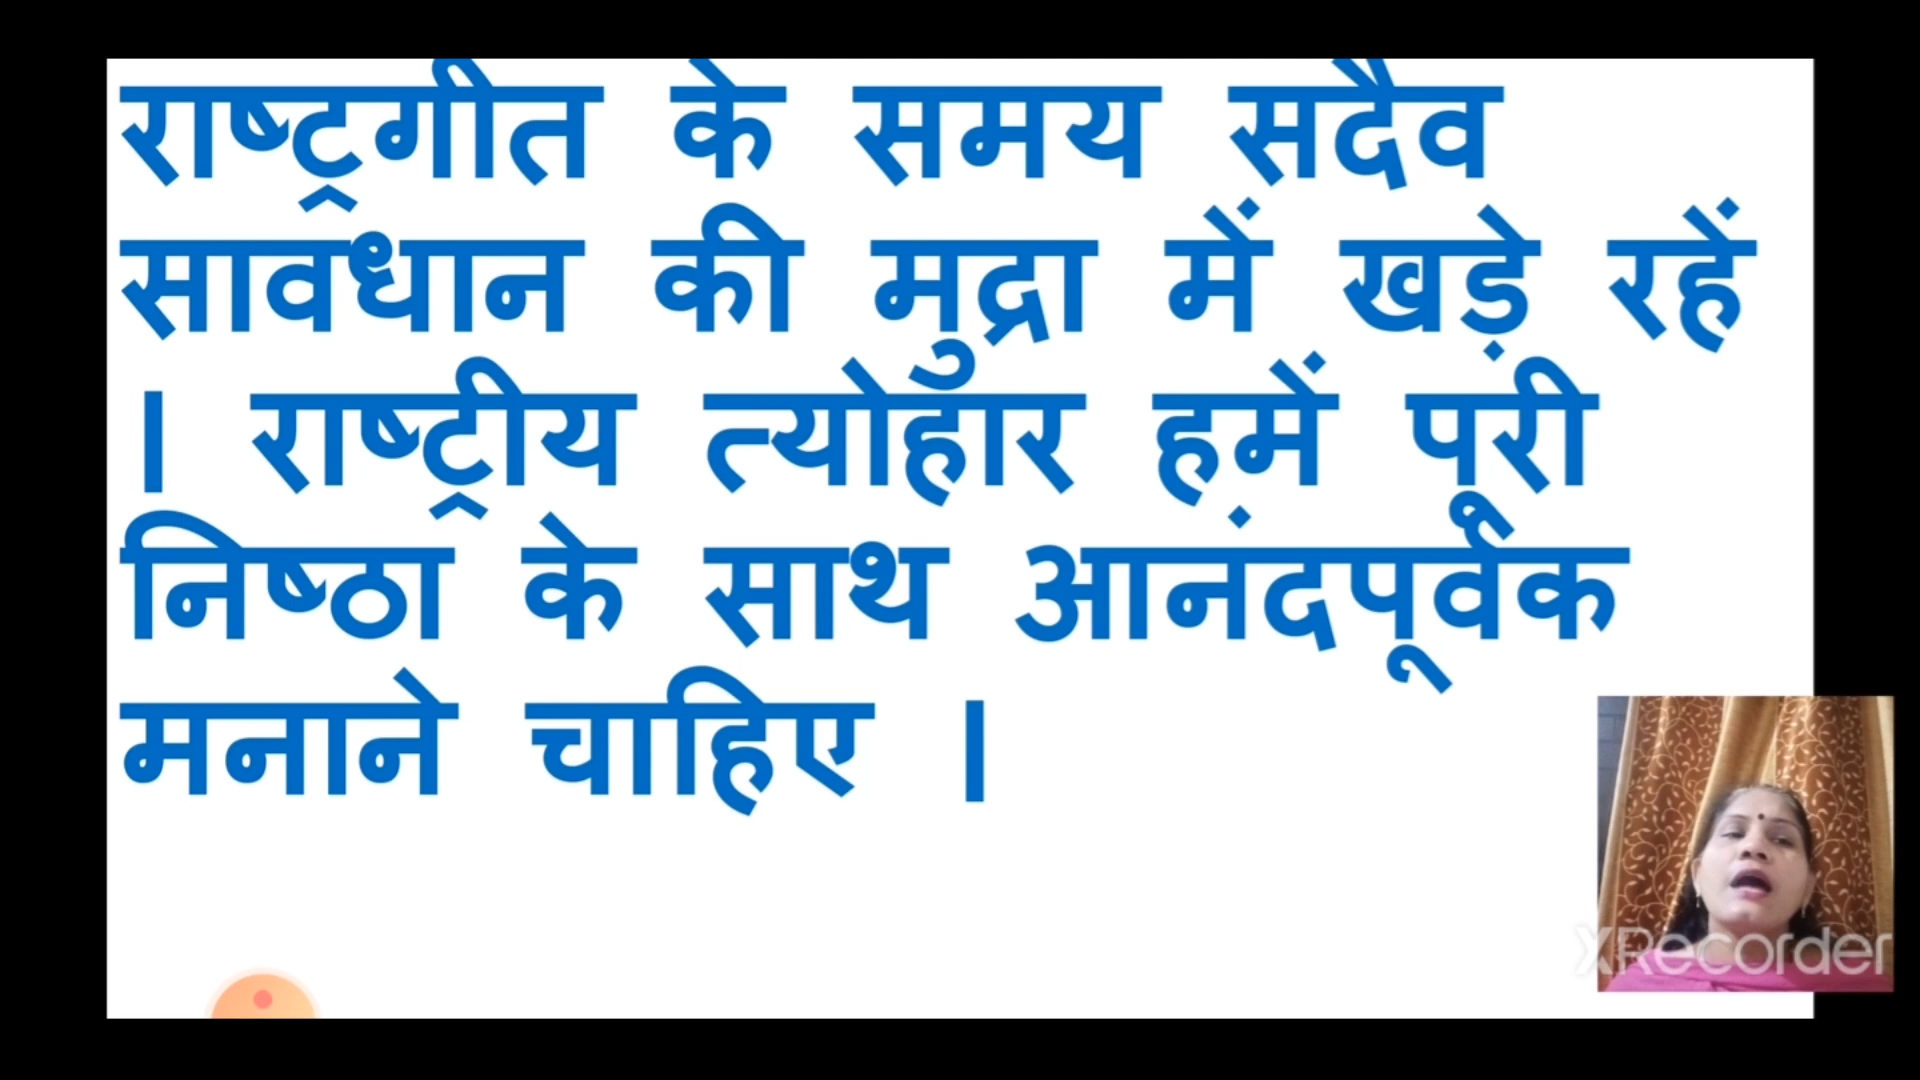 राष्ट्रगीत के समय सदैव
सावधान की मुद्रा में खड़े रहें
। राष्ट्रीय त्योहार हमें पूरी
निष्ठा के साथ आनंदपूर्वक
मनाने चाहिए ।
XRecorder